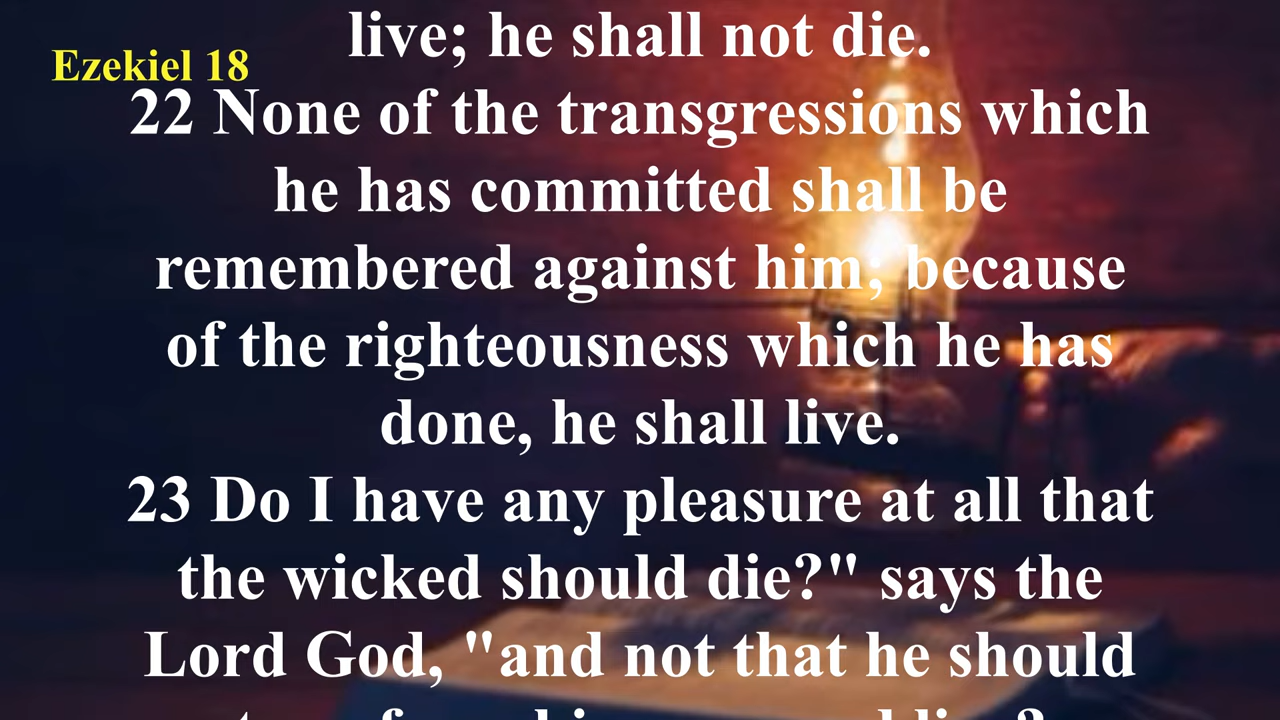 live; he shall not die.
Ezekiel 18
22 None of the transgressions which
he has committed shall be
remembered against him; because
of the righteousness which he has
done, he shall live.
23 Do I have any pleasure at all that
the wicked should die?" says the
Lord God, "and not that he should